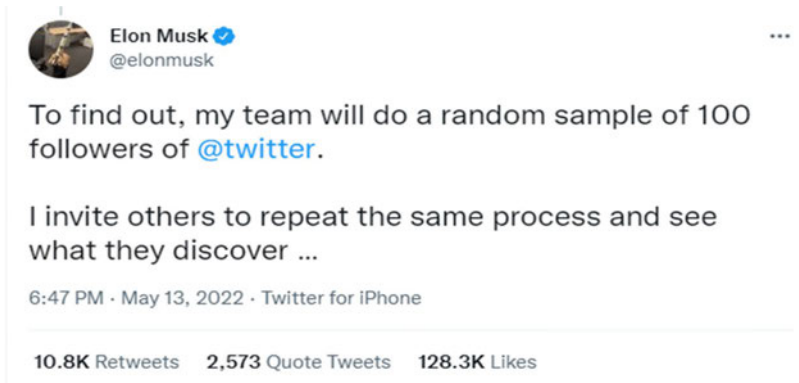 Elon Musk
@elonmusk
To find out, my team will do a random sample of 100
followers of @twitter.
I invite others to repeat the same process and see
what they discover ...
6:47 PM · May 13, 2022 · Twitter for iPhone
10.8K Retweets 2,573 Quote Tweets 128.3K Likes